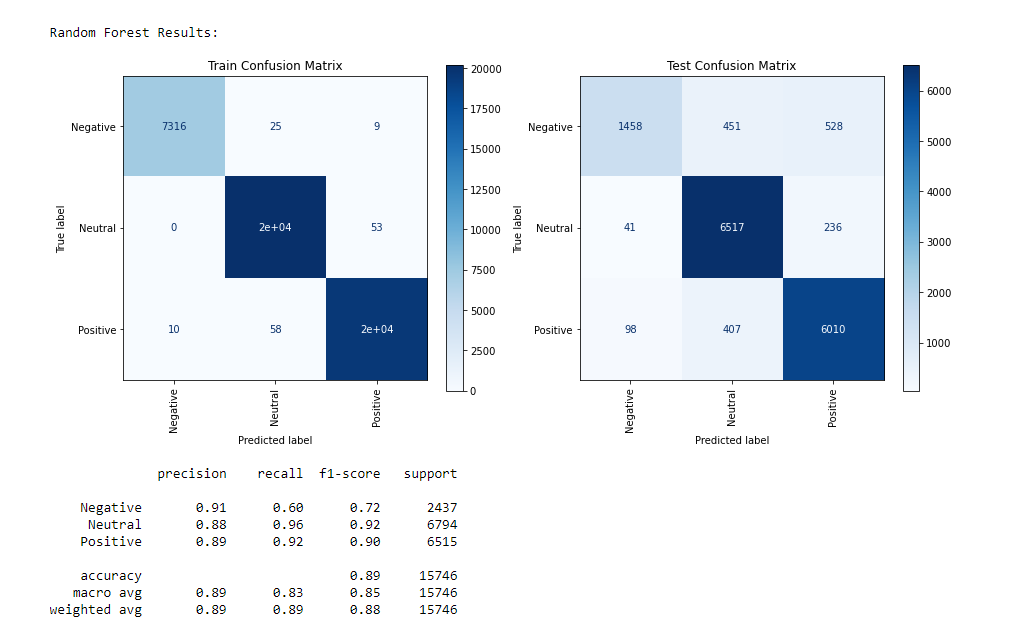 Random Forest Results:
Train Confusion Matrix
Negative 7316 25 9
Neutral 0 2e+04 53
Positive 10 58 2e+04
True label
Negative Neutral Positive
Predicted label
20000
17500
15000
12500
10000
7500
5000
2500
0
Test Confusion Matrix
Negative 1458 451 528
Neutral 41 6517 236
Positive 98 407 6010
True label
Negative Neutral Positive
Predicted label
6000
5000
4000
3000
2000
1000
precision recall f1-score support
Negative 0.91 0.60 0.72 2437
Neutral 0.88 0.96 0.92 6794
Positive 0.89 0.92 0.90 6515
accuracy 0.89 15746
macro avg 0.89 0.83 0.85 15746
weighted avg 0.89 0.89 0.88 15746